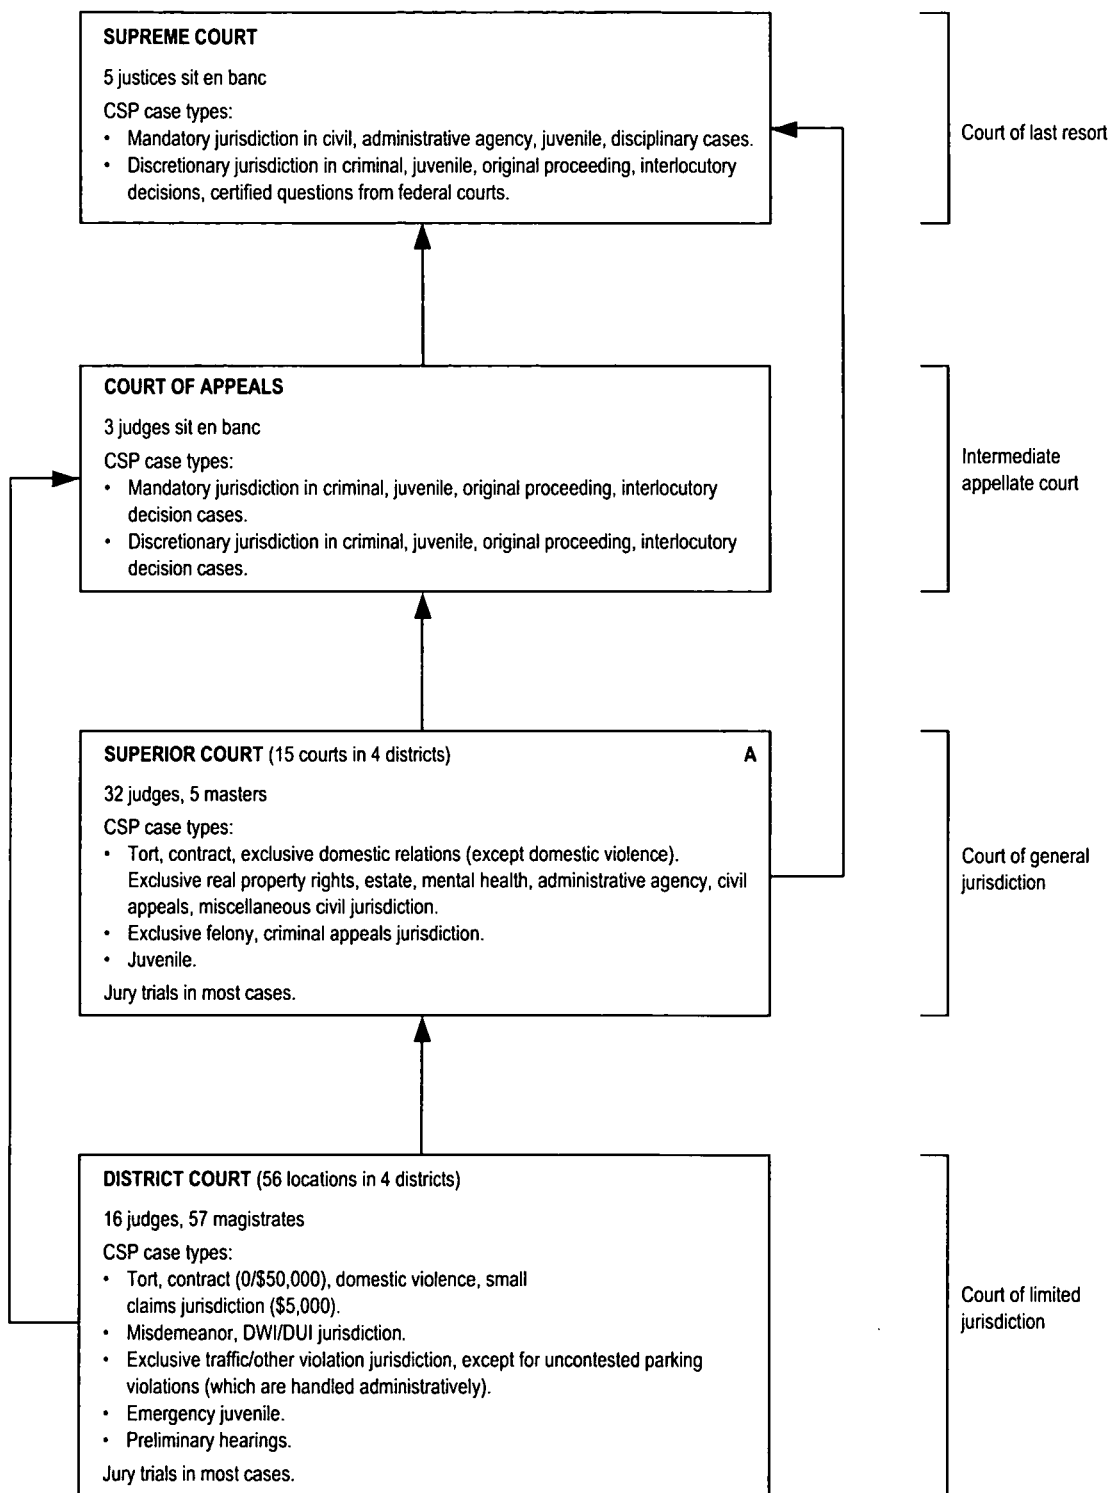 SUPREME COURT
5 justices sit en banc
CSP case types:
• Mandatory jurisdiction in civil, administrative agency, juvenile, disciplinary cases.
• Discretionary jurisdiction in criminal, juvenile, original proceeding, interlocutory
decisions, certified questions from federal courts.
Court of last resort
COURT OF APPEALS
3 judges sit en banc
CSP case types:
• Mandatory jurisdiction in criminal, juvenile, original proceeding, interlocutory
decision cases.
• Discretionary jurisdiction in criminal, juvenile, original proceeding, interlocutory
decision cases.
Intermediate
appellate court
SUPERIOR COURT (15 courts in 4 districts) A
32 judges, 5 masters
CSP case types:
• Tort, contract, exclusive domestic relations (except domestic violence).
Exclusive real property rights, estate, mental health, administrative agency, civil
appeals, miscellaneous civil jurisdiction.
• Exclusive felony, criminal appeals jurisdiction.
• Juvenile.
Jury trials in most cases.
Court of general
jurisdiction
DISTRICT COURT (56 locations in 4 districts)
16 judges, 57 magistrates
CSP case types:
• Tort, contract (0/$50,000), domestic violence, small
claims jurisdiction ($5,000).
• Misdemeanor, DWI/DUI jurisdiction.
• Exclusive traffic/other violation jurisdiction, except for uncontested parking
violations (which are handled administratively).
• Emergency juvenile.
• Preliminary hearings.
Jury trials in most cases.
Court of limited
jurisdiction